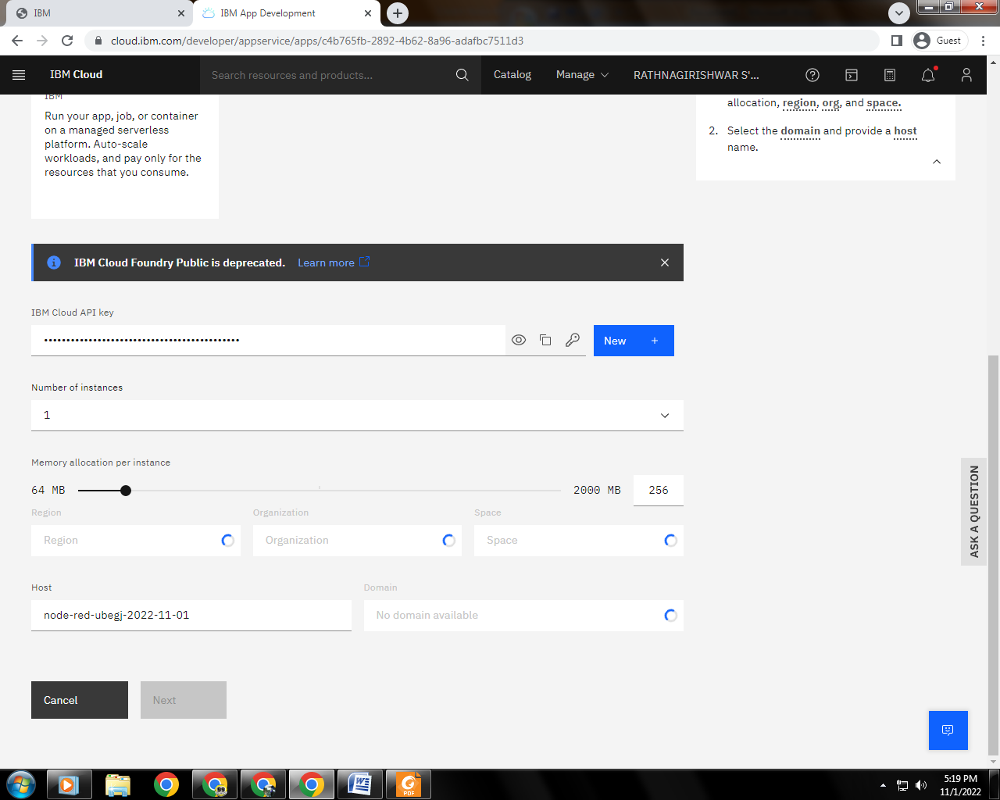 IBM
IBM App Development
cloud.ibm.com/developer/appservice/apps/c4b765fb-2892-4b62-8a96-adafbc7511d3
Guest
IBM Cloud
Search resources and products...
Catalog
Manage
RATHNAGIRISHWAR S'...
IBM
Run your app, job, or container
on a managed serverless
platform. Auto-scale
workloads, and pay only for the
resources that you consume.
allocation, region, org, and space.
2. Select the domain and provide a host
name.
IBM Cloud Foundry Public is deprecated. Learn more
IBM Cloud API key
••••••••••••••••••••••••••••••••••••••••••••
New +
Number of instances
1
Memory allocation per instance
64 MB
2000 MB
256
Region
Organization
Space
Region
Organization
Space
Host
Domain
node-red-ubegj-2022-11-01
No domain available
Cancel
Next
ASK A QUESTION
99
W
PDF
5:19 PM
11/1/2022